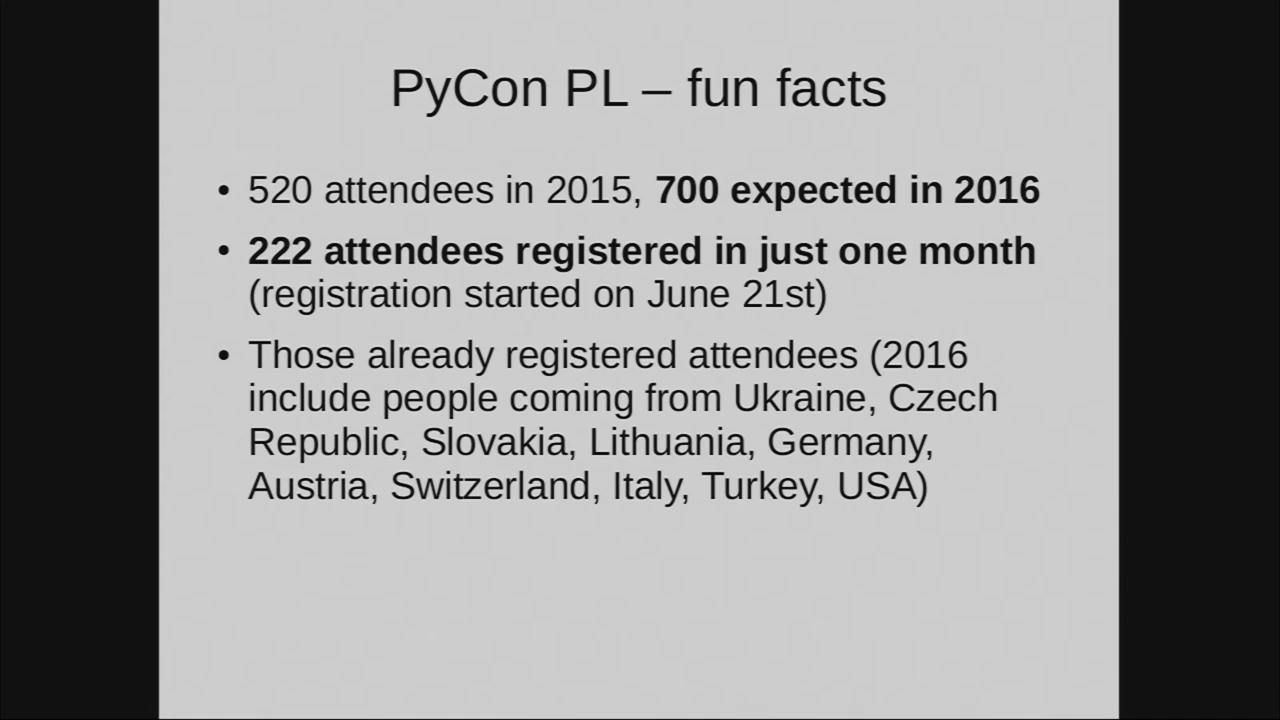 PyCon PL – fun facts
• 520 attendees in 2015, 700 expected in 2016
• 222 attendees registered in just one month
(registration started on June 21st)
• Those already registered attendees (2016
include people coming from Ukraine, Czech
Republic, Slovakia, Lithuania, Germany,
Austria, Switzerland, Italy, Turkey, USA)